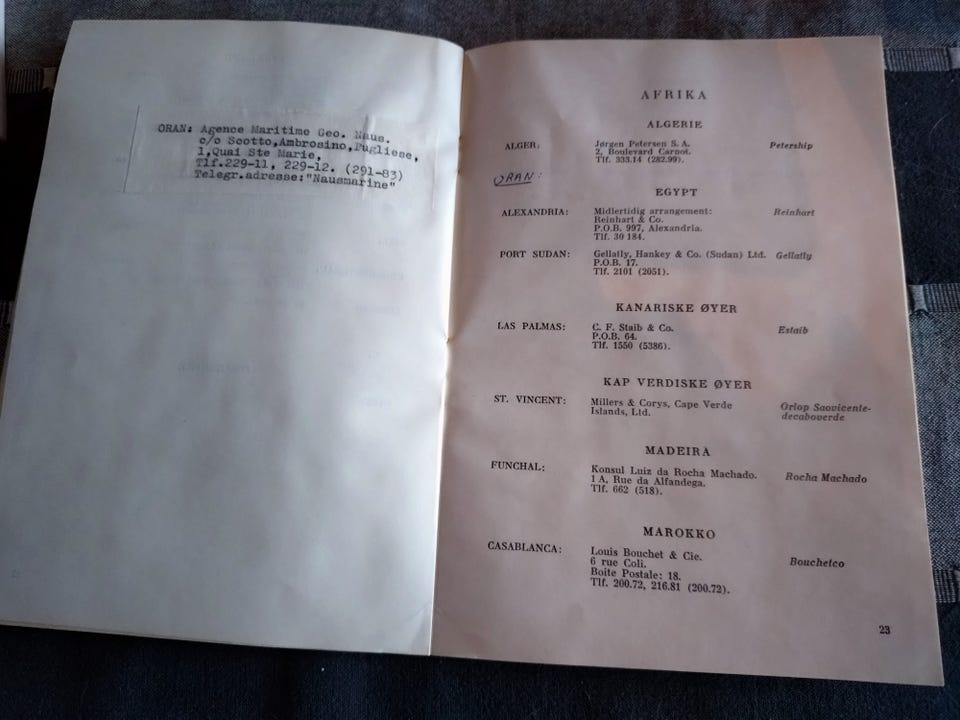 ORAN: Agence Maritime Geo. Naus.
c/o Scotto,Ambrosino,Pugliese,
1,Quai Ste Marie,
Tlf.229-11, 229-12. (291-83)
Telegr.adresse:"Nausmarine"
AFRIKA
ALGERIE
ALGER: Jørgen Petersen S. A. Petership
2, Boulevard Carnot.
Tlf. 333.14 (282.99).
ORAN:
EGYPT
ALEXANDRIA: Midlertidig arrangement: Reinhart
Reinhart & Co.
P.O.B. 997, Alexandria.
Tlf. 30 184.
PORT SUDAN: Gellatly, Hankey & Co. (Sudan) Ltd. Gellatly
P.O.B. 17.
Tlf. 2101 (2051).
KANARISKE ØYER
LAS PALMAS: C. F. Staib & Co. Estaib
P.O.B. 64.
Tlf. 1550 (5386).
KAP VERDISKE ØYER
ST. VINCENT: Millers & Corys, Cape Verde Orlop Saovicente-
Islands, Ltd. decaboverde
MADEIRA
FUNCHAL: Konsul Luiz da Rocha Machado. Rocha Machado
1 A, Rue da Alfandega.
Tlf. 662 (518).
MAROKKO
CASABLANCA: Louis Bouchet & Cie. Bouchetco
6 rue Coli.
Boite Postale: 18.
Tlf. 200.72, 216.81 (200.72).
23